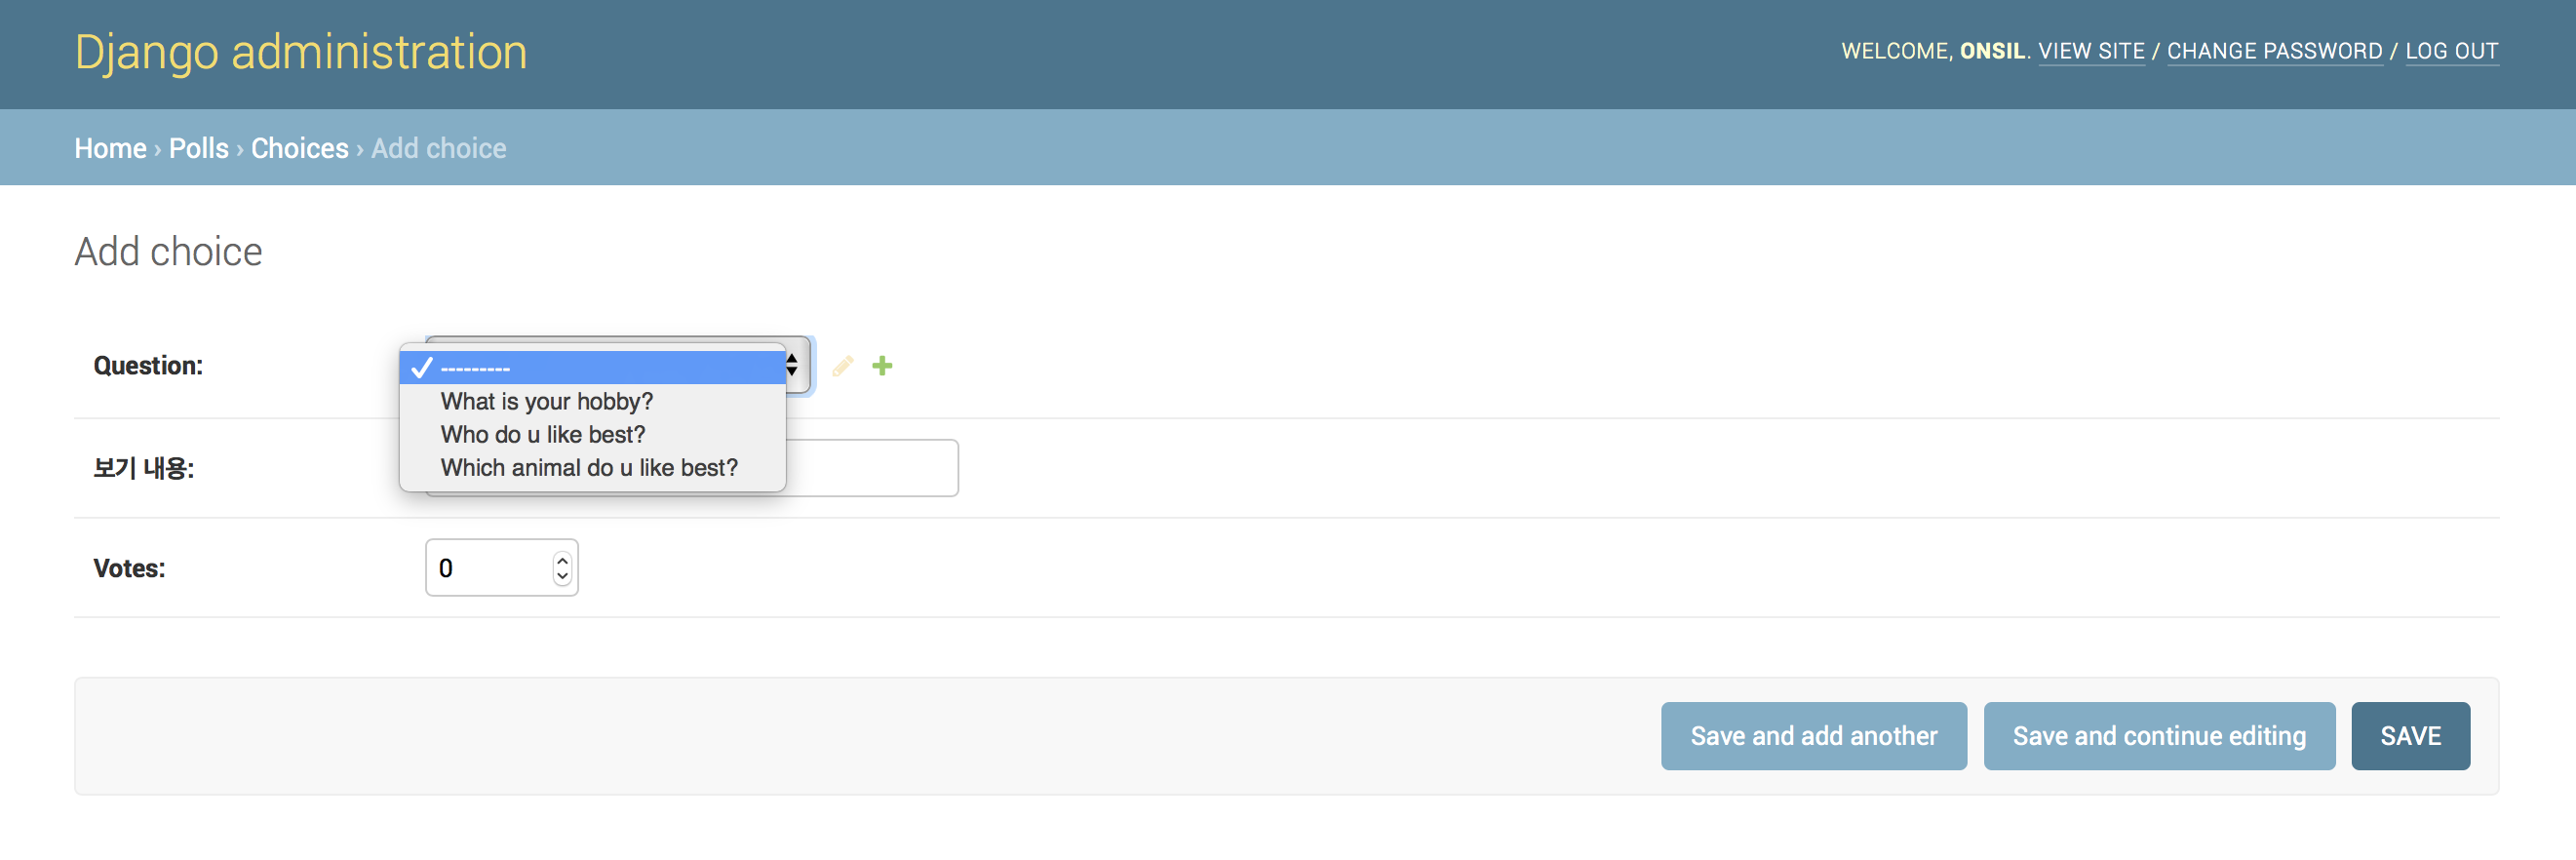 Django administration
WELCOME, ONSIL. VIEW SITE / CHANGE PASSWORD / LOG OUT
Home › Polls › Choices › Add choice
Add choice
Question:
---------
What is your hobby?
Who do u like best?
Which animal do u like best?
보기 내용:
Votes:
0
Save and add another
Save and continue editing
SAVE